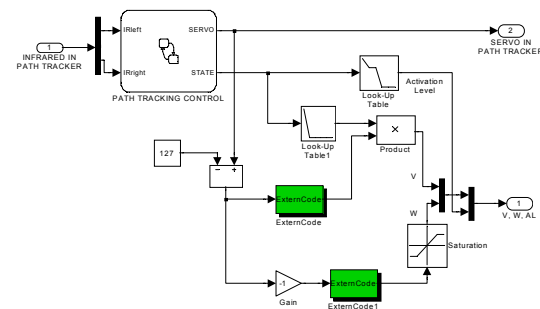 1
INFRARED IN
PATH TRACKER
IRleft
IRright
SERVO
STATE
PATH TRACKING CONTROL
2
SERVO IN
PATH TRACKER
Look-Up
Table
Activation
Level
Look-Up
Table1
×
Product
127
− +
ExternCode
ExternCode
V
W
1
V, W, AL
Saturation
-1
Gain
ExternCode
ExternCode1